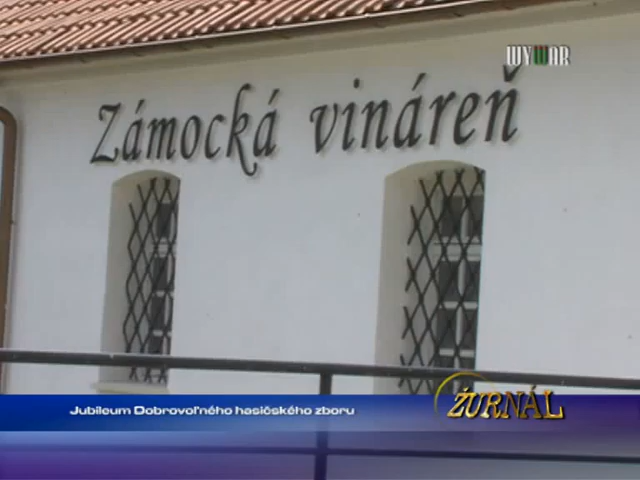 WYWAR
Zámocká vináreň
Jubileum Dobrovoľného hasičského zboru
ŽURNÁL